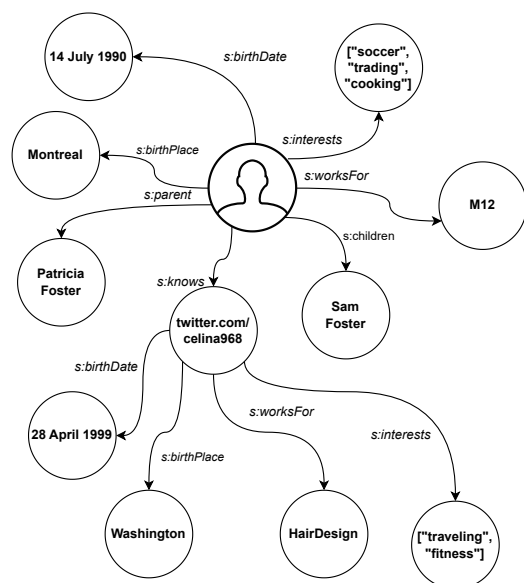 14 July 1990
s:birthDate
["soccer",
"trading",
"cooking"]
Montreal
s:birthPlace
s:interests
s:worksFor
M12
s:parent
Patricia
Foster
s:children
Sam
Foster
s:knows
twitter.com/
celina968
s:birthDate
28 April 1999
s:birthPlace
Washington
s:worksFor
HairDesign
s:interests
["traveling",
"fitness"]